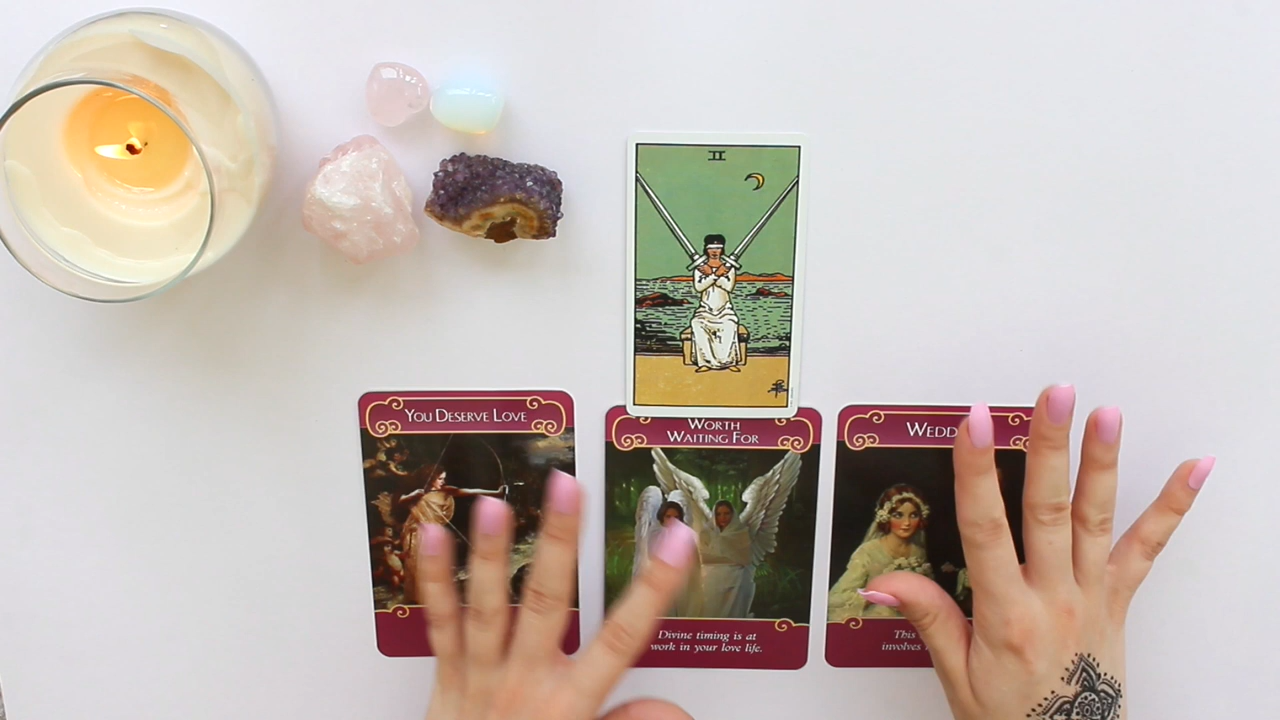 II
You Deserve Love
Worth
Waiting For
Divine timing is at
work in your love life.
This
involves